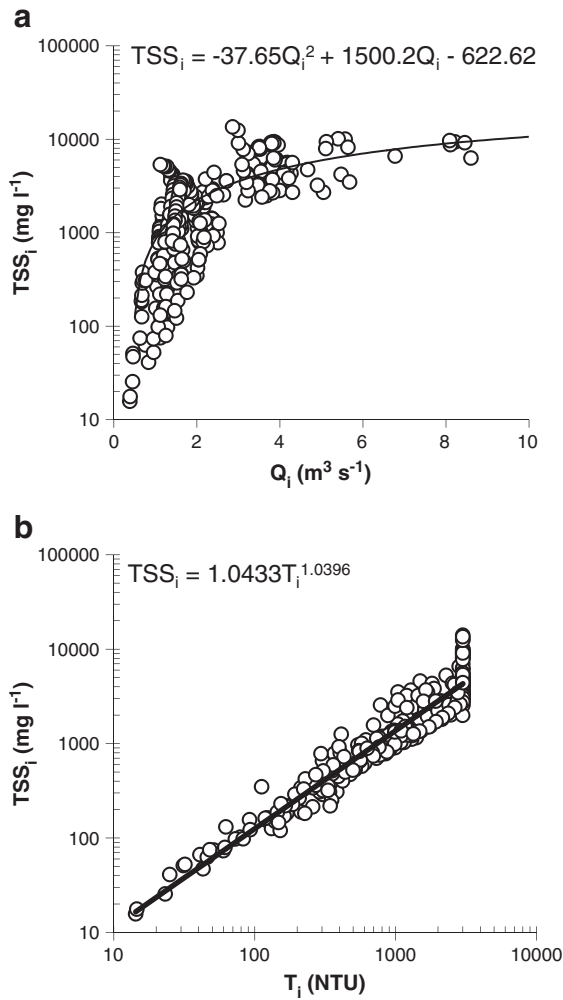 a
TSSᵢ = -37.65Qᵢ² + 1500.2Qᵢ - 622.62
100000
10000
1000
100
10
TSSᵢ (mg l⁻¹)
0 2 4 6 8 10
Qᵢ (m³ s⁻¹)
b
TSSᵢ = 1.0433Tᵢ¹·⁰³⁹⁶
100000
10000
1000
100
10
TSSᵢ (mg l⁻¹)
10 100 1000 10000
Tᵢ (NTU)